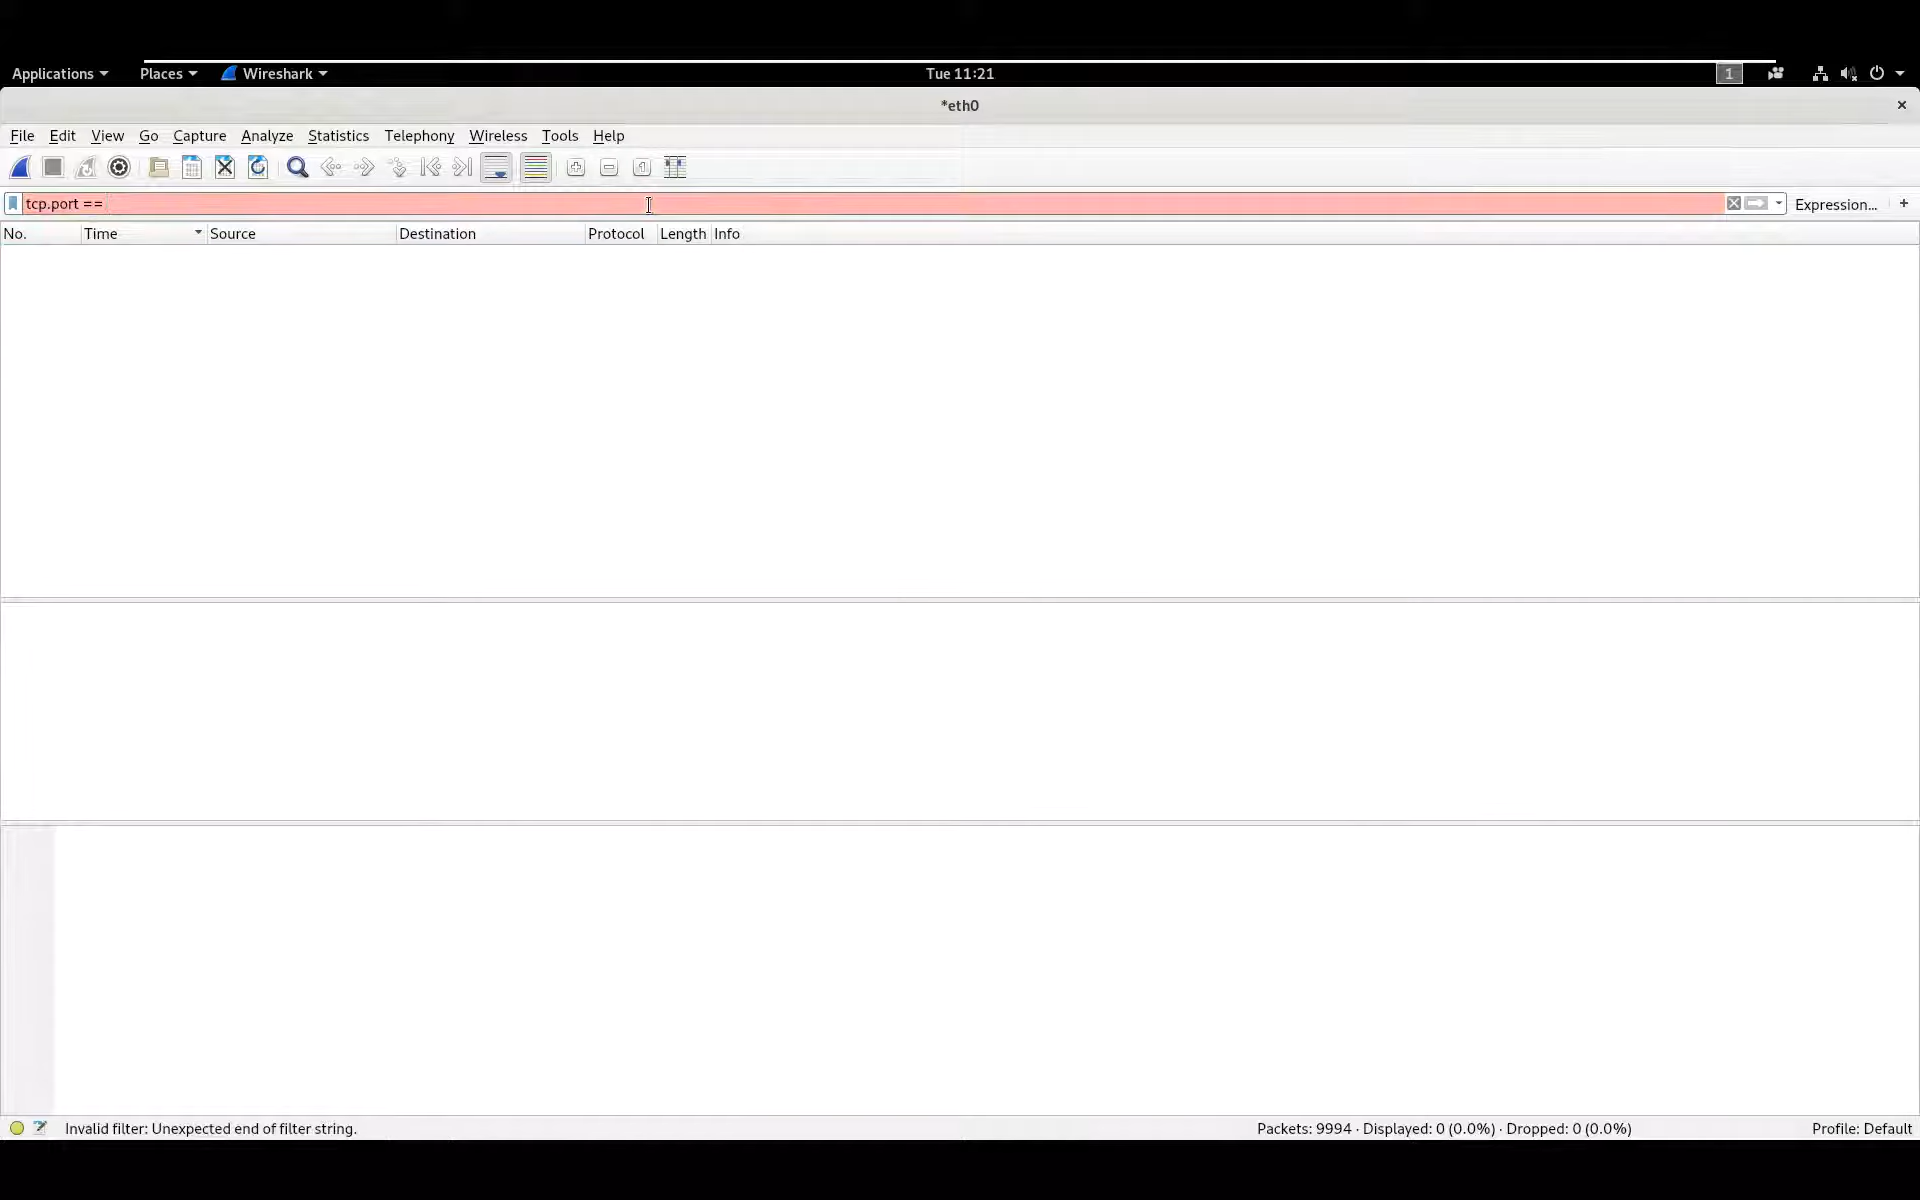 Applications Places Wireshark Tue 11:21 1
*eth0
File Edit View Go Capture Analyze Statistics Telephony Wireless Tools Help
tcp.port == Expression... +
No. Time Source Destination Protocol Length Info
Invalid filter: Unexpected end of filter string. Packets: 9994 · Displayed: 0 (0.0%) · Dropped: 0 (0.0%) Profile: Default